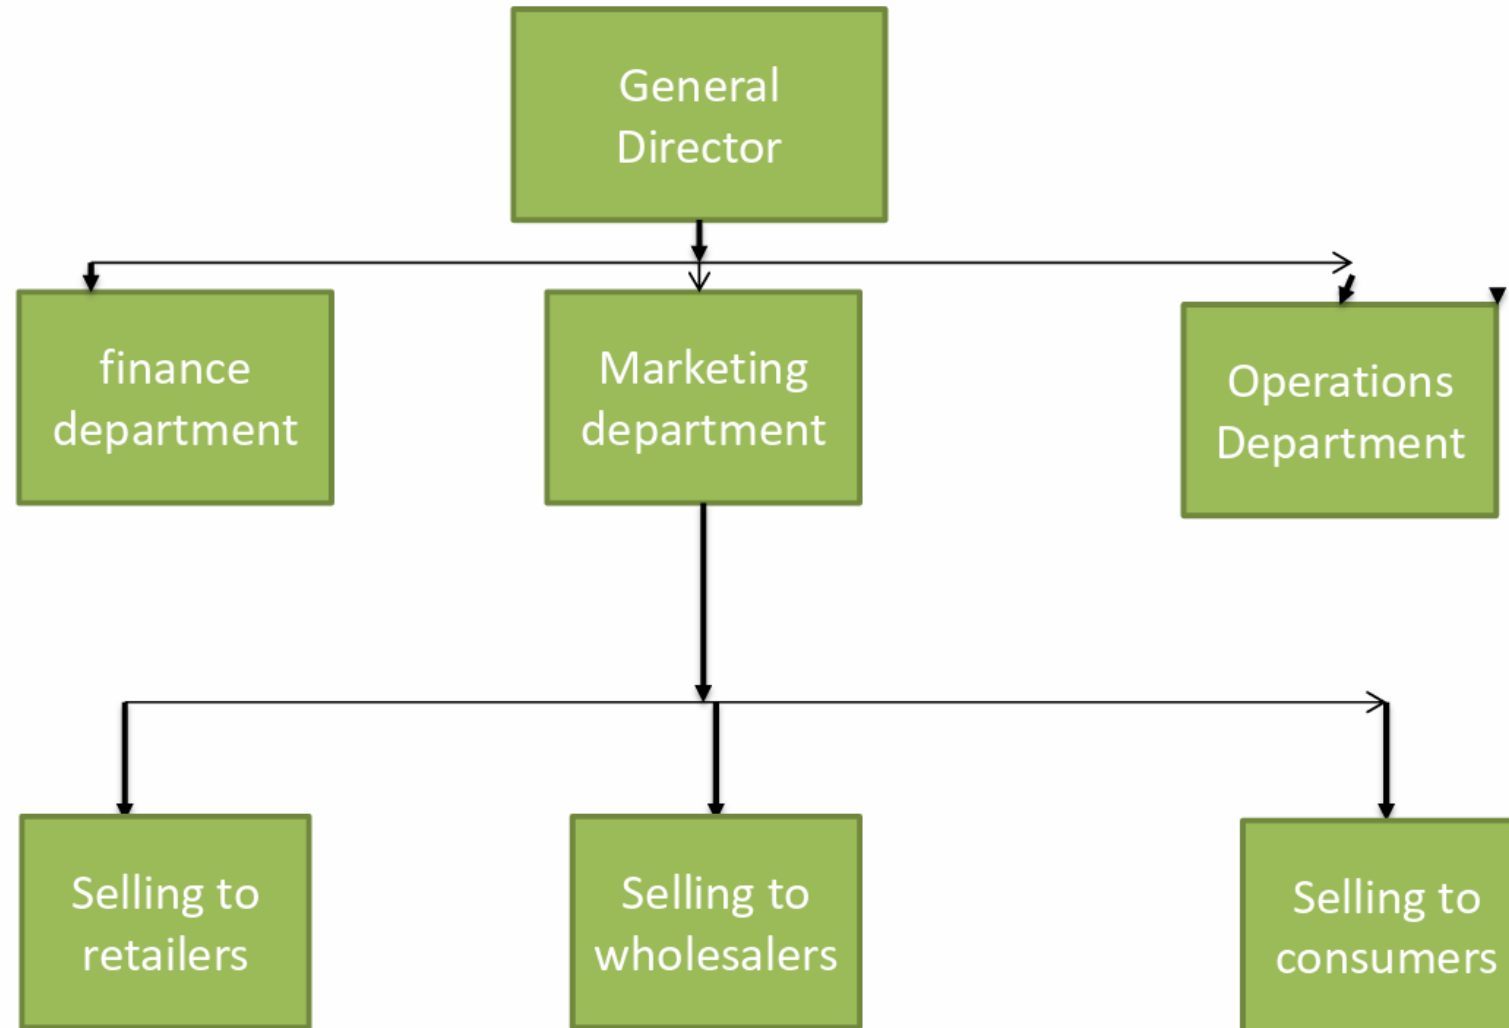 General
Director
finance
department
Marketing
department
Operations
Department
Selling to
retailers
Selling to
wholesalers
Selling to
consumers